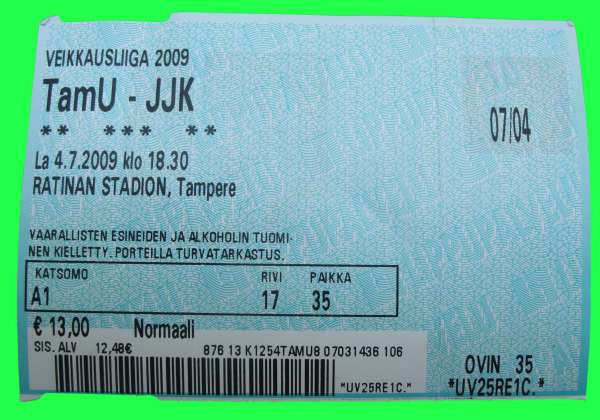 VEIKKAUSLIIGA 2009
TamU - JJK
** *** **
07/04
La 4.7.2009 klo 18.30
RATINAN STADION, Tampere
VAARALLISTEN ESINEIDEN JA ALKOHOLIN TUOMI-
NEN KIELLETTY. PORTEILLA TURVATARKASTUS.
KATSOMO RIVI PAIKKA
A1 17 35
€ 13,00 Normaali
SIS. ALV 12,48€ 876 13 K1254TAMU8 07031436 106
OVIN 35
"UV25RE1C." "UV25RE1C."